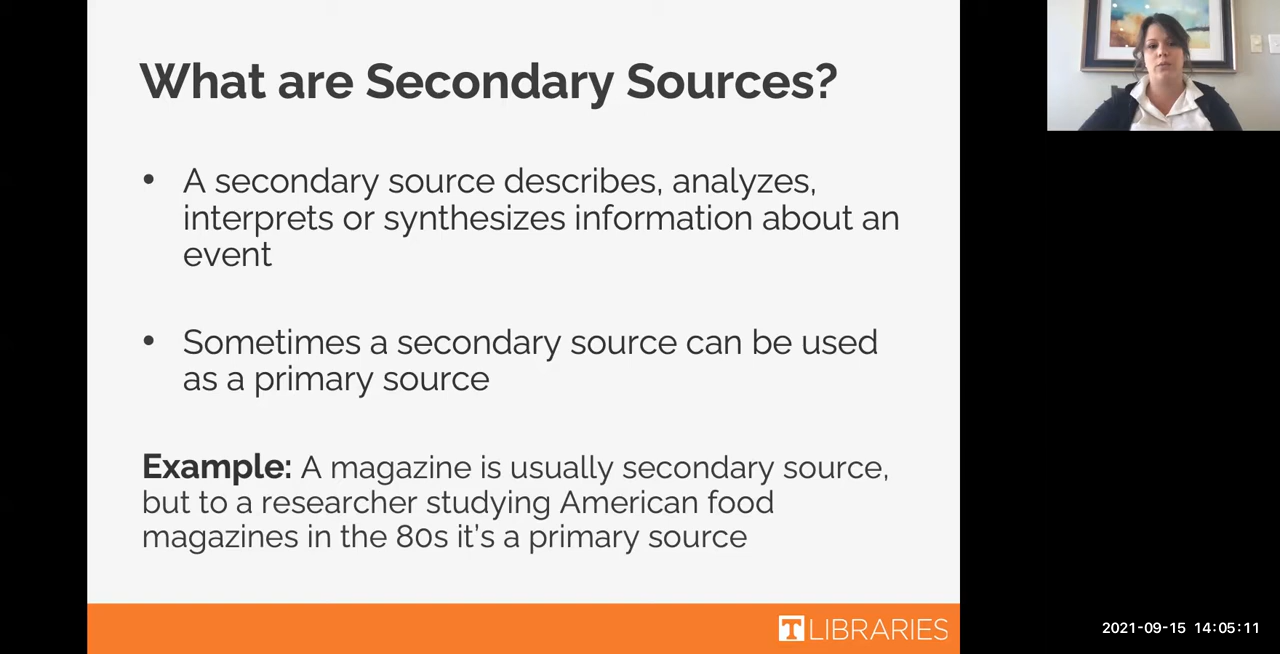 What are Secondary Sources?
• A secondary source describes, analyzes,
interprets or synthesizes information about an
event
• Sometimes a secondary source can be used
as a primary source
Example: A magazine is usually secondary source,
but to a researcher studying American food
magazines in the 80s it's a primary source
T LIBRARIES
2021-09-15 14:05:11